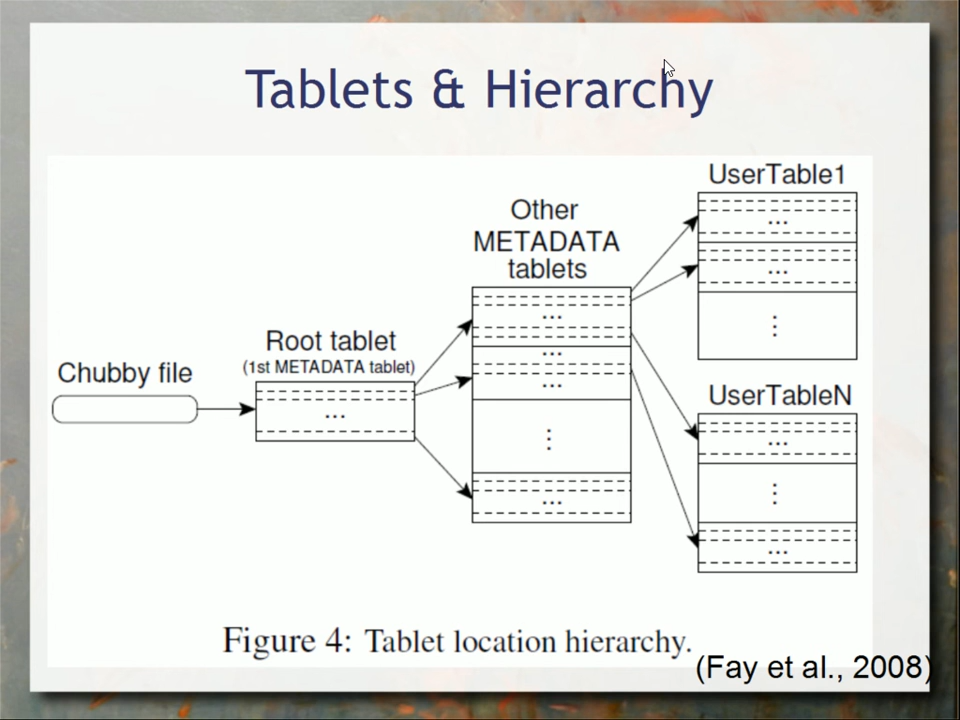 Tablets & Hierarchy
UserTable1
...
...
⋮
Other
METADATA
tablets
...
...
...
⋮
...
Root tablet
(1st METADATA tablet)
...
Chubby file
UserTableN
...
⋮
...
Figure 4: Tablet location hierarchy.
(Fay et al., 2008)